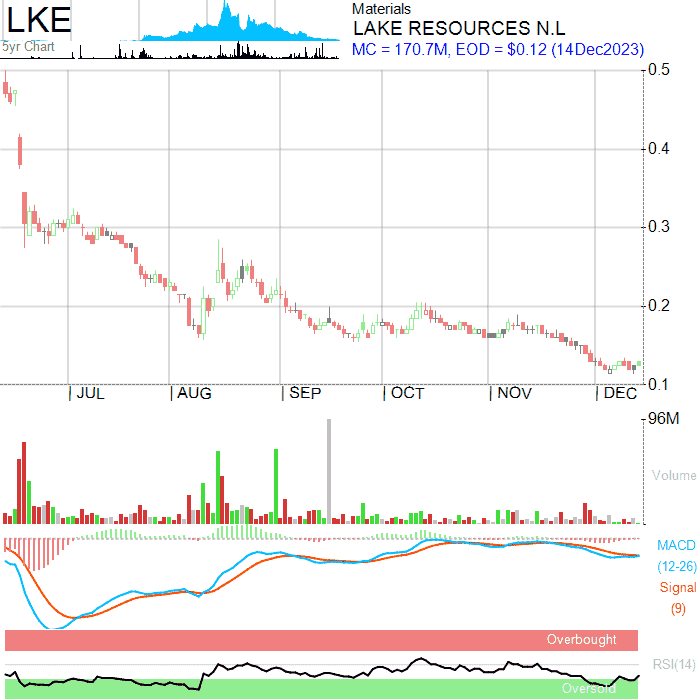 LKE
5yr Chart
Materials
LAKE RESOURCES N.L
MC = 170.7M, EOD = $0.12 (14Dec2023)
0.5
0.4
0.3
0.2
0.1
JUL AUG SEP OCT NOV DEC
96M
Volume
MACD
(12-26)
Signal
(9)
Overbought
RSI(14)
Oversold